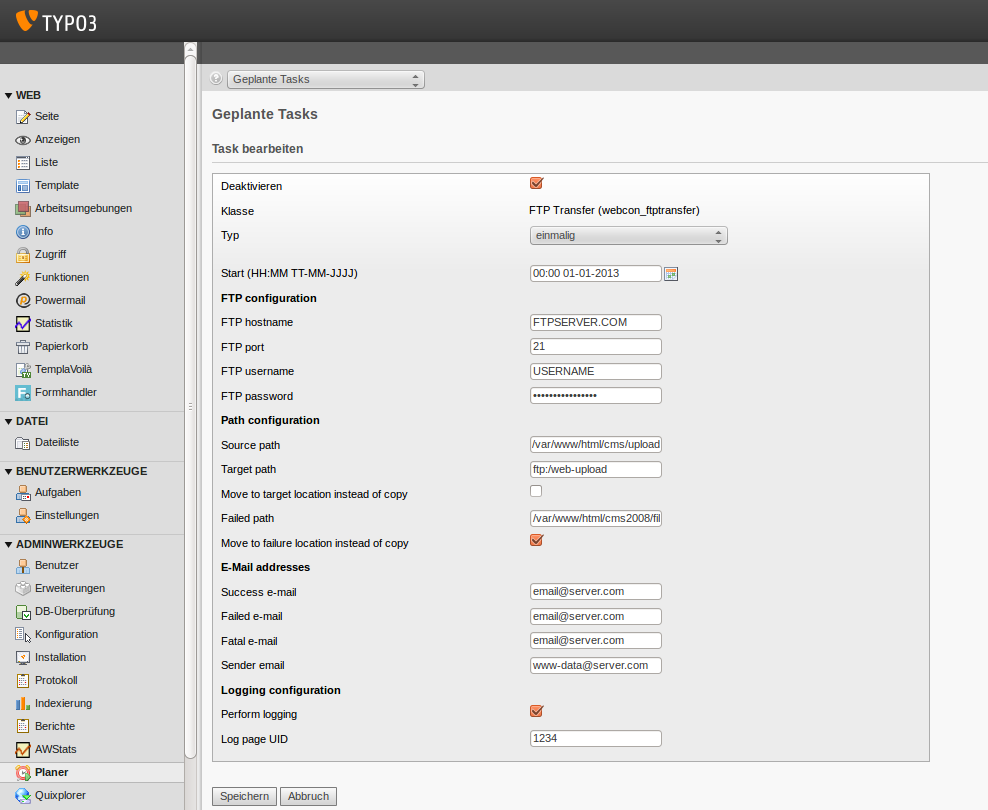 TYPO3
Geplante Tasks
WEB
Seite
Anzeigen
Liste
Template
Arbeitsumgebungen
Info
Zugriff
Funktionen
Powermail
Statistik
Papierkorb
TemplaVoilà
Formhandler
DATEI
Dateiliste
BENUTZERWERKZEUGE
Aufgaben
Einstellungen
ADMINWERKZEUGE
Benutzer
Erweiterungen
DB-Überprüfung
Konfiguration
Installation
Protokoll
Indexierung
Berichte
AWStats
Planer
Quixplorer
Geplante Tasks
Task bearbeiten
Deaktivieren
Klasse FTP Transfer (webcon_ftptransfer)
Typ einmalig
Start (HH:MM TT-MM-JJJJ) 00:00 01-01-2013
FTP configuration
FTP hostname FTPSERVER.COM
FTP port 21
FTP username USERNAME
FTP password ••••••••••••••••
Path configuration
Source path /var/www/html/cms/upload
Target path ftp:/web-upload
Move to target location instead of copy
Failed path /var/www/html/cms2008/fil
Move to failure location instead of copy
E-Mail addresses
Success e-mail email@server.com
Failed e-mail email@server.com
Fatal e-mail email@server.com
Sender email www-data@server.com
Logging configuration
Perform logging
Log page UID 1234
Speichern Abbruch